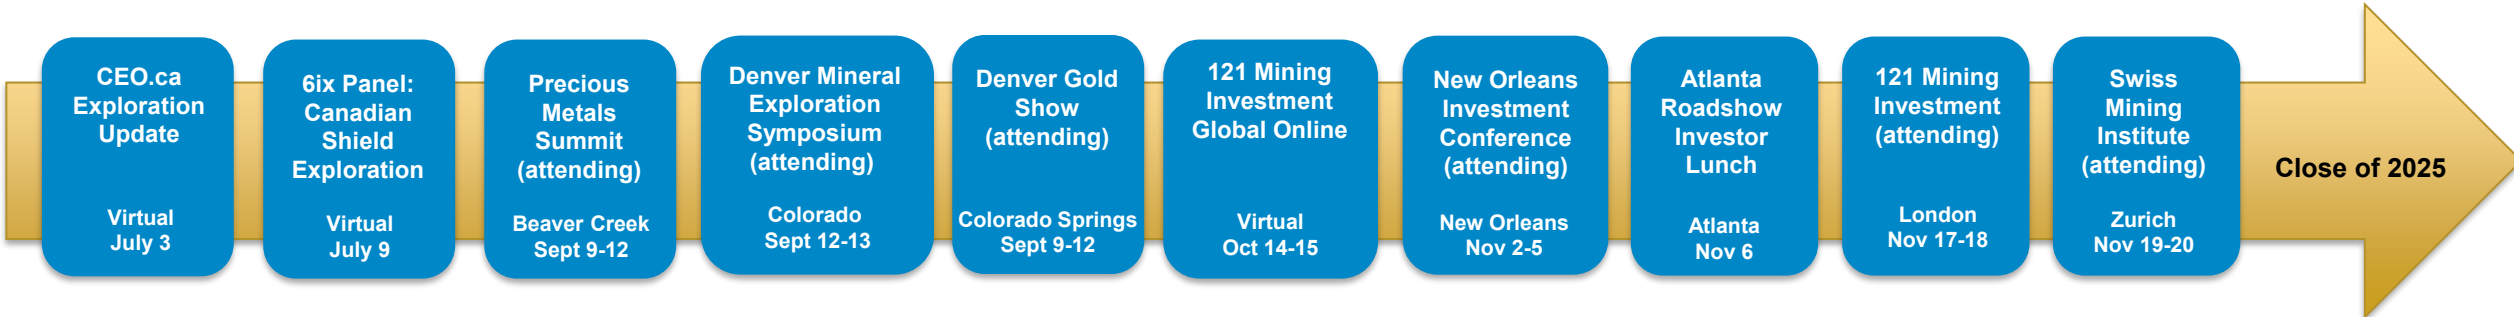 CEO.ca
Exploration
Update
Virtual
July 3
6ix Panel:
Canadian
Shield
Exploration
Virtual
July 9
Precious
Metals
Summit
(attending)
Beaver Creek
Sept 9-12
Denver Mineral
Exploration
Symposium
(attending)
Colorado
Sept 12-13
Denver Gold
Show
(attending)
Colorado Springs
Sept 9-12
121 Mining
Investment
Global Online
Virtual
Oct 14-15
New Orleans
Investment
Conference
(attending)
New Orleans
Nov 2-5
Atlanta
Roadshow
Investor
Lunch
Atlanta
Nov 6
121 Mining
Investment
(attending)
London
Nov 17-18
Swiss
Mining
Institute
(attending)
Zurich
Nov 19-20
Close of 2025